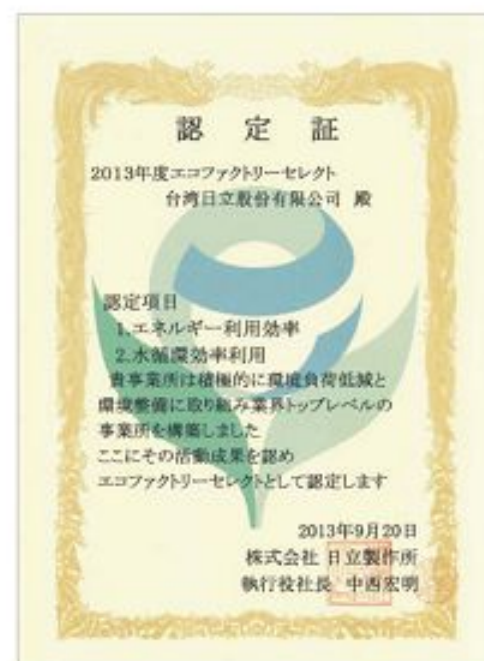 認定証
2013年度エコファクトリーセレクト
台湾日立股份有限公司 殿
認定項目
1.エネルギー利用効率
2.水循環効率利用
貴事業所は積極的に環境負荷低減と
環境整備に取り組み業界トップレベルの
事業所を構築しました
ここにその活動成果を認め
エコファクトリーセレクトとして認定します
2013年9月20日
株式会社 日立製作所
執行役社長 中西宏明